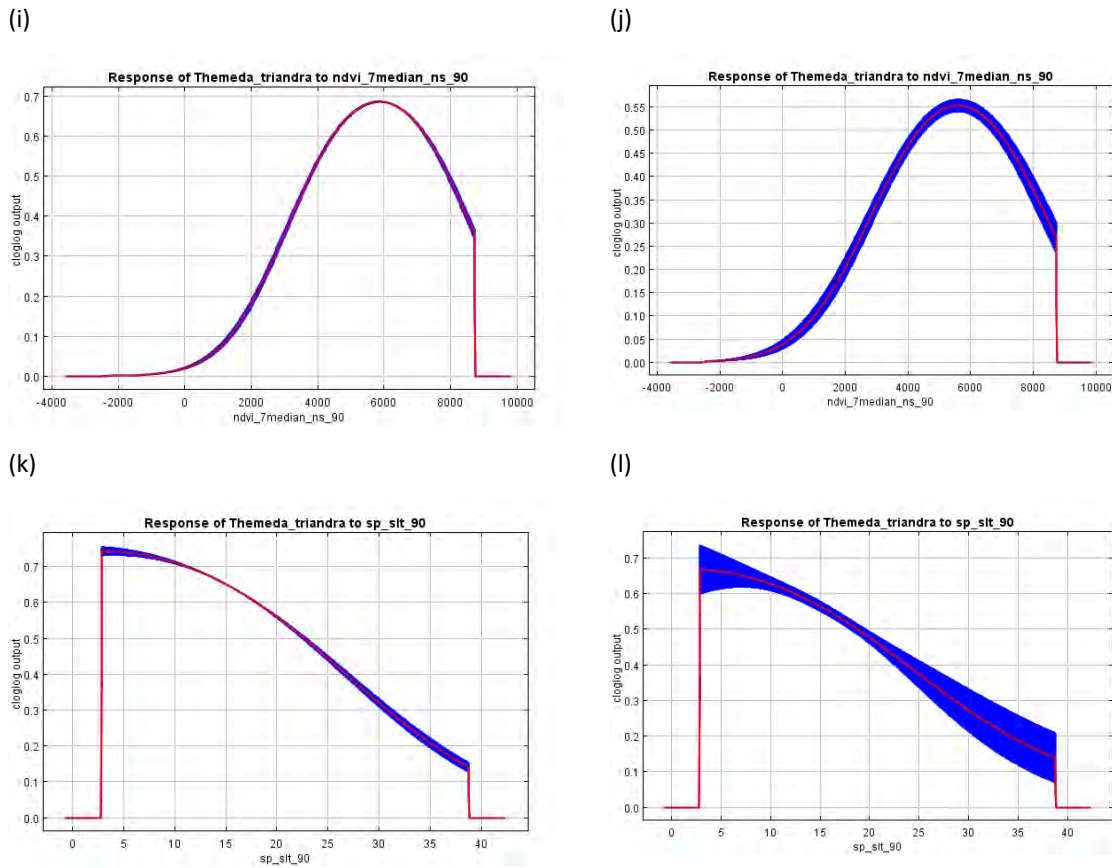 (i)
(j)
Response of Themeda_triandra to ndvi_7median_ns_90
0.7
0.6
0.5
0.4
0.3
0.2
0.1
0.0
cloglog output
-4000 -2000 0 2000 4000 6000 8000 10000
ndvi_7median_ns_90
Response of Themeda_triandra to ndvi_7median_ns_90
0.55
0.50
0.45
0.40
0.35
0.30
0.25
0.20
0.15
0.10
0.05
0.00
cloglog output
-4000 -2000 0 2000 4000 6000 8000 10000
ndvi_7median_ns_90
(k)
(l)
Response of Themeda_triandra to sp_slt_90
0.7
0.6
0.5
0.4
0.3
0.2
0.1
0.0
cloglog output
0 5 10 15 20 25 30 35 40
sp_slt_90
Response of Themeda_triandra to sp_slt_90
0.7
0.6
0.5
0.4
0.3
0.2
0.1
0.0
cloglog output
0 5 10 15 20 25 30 35 40
sp_slt_90